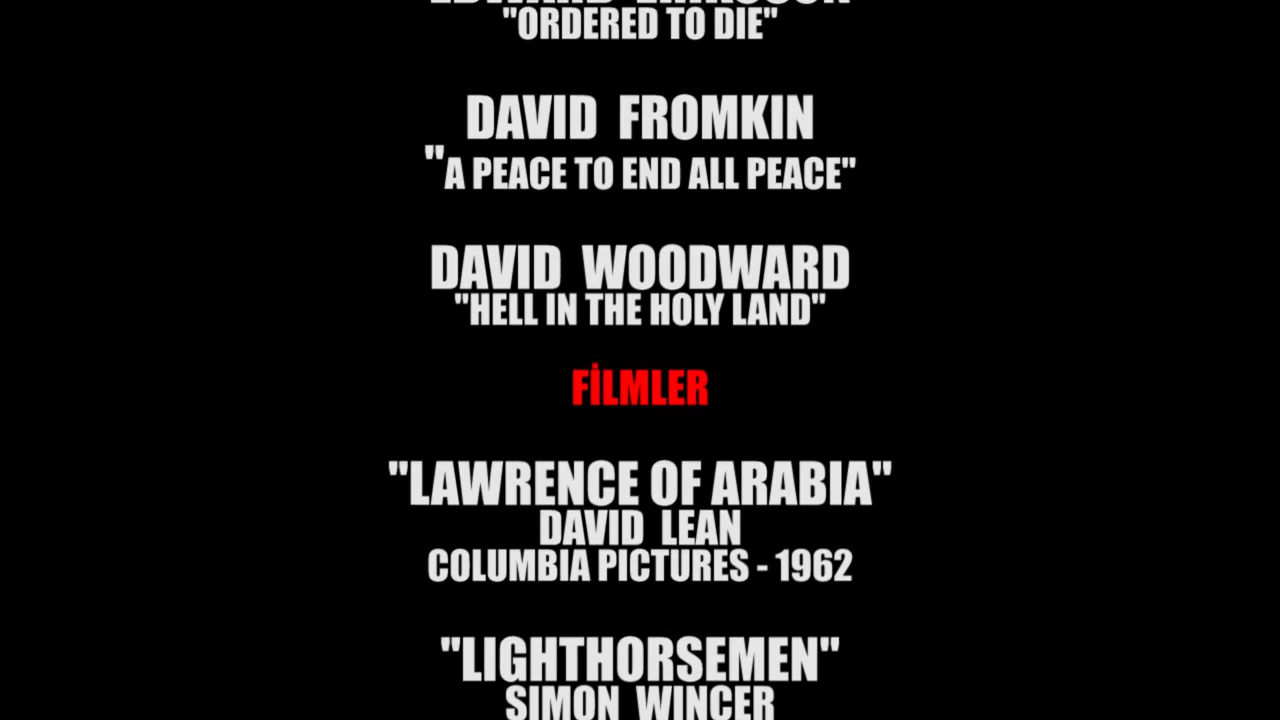 "ORDERED TO DIE"
DAVID FROMKIN
"A PEACE TO END ALL PEACE"
DAVID WOODWARD
"HELL IN THE HOLY LAND"
FİLMLER
"LAWRENCE OF ARABIA"
DAVID LEAN
COLUMBIA PICTURES - 1962
"LIGHTHORSEMEN"
SIMON WINCER